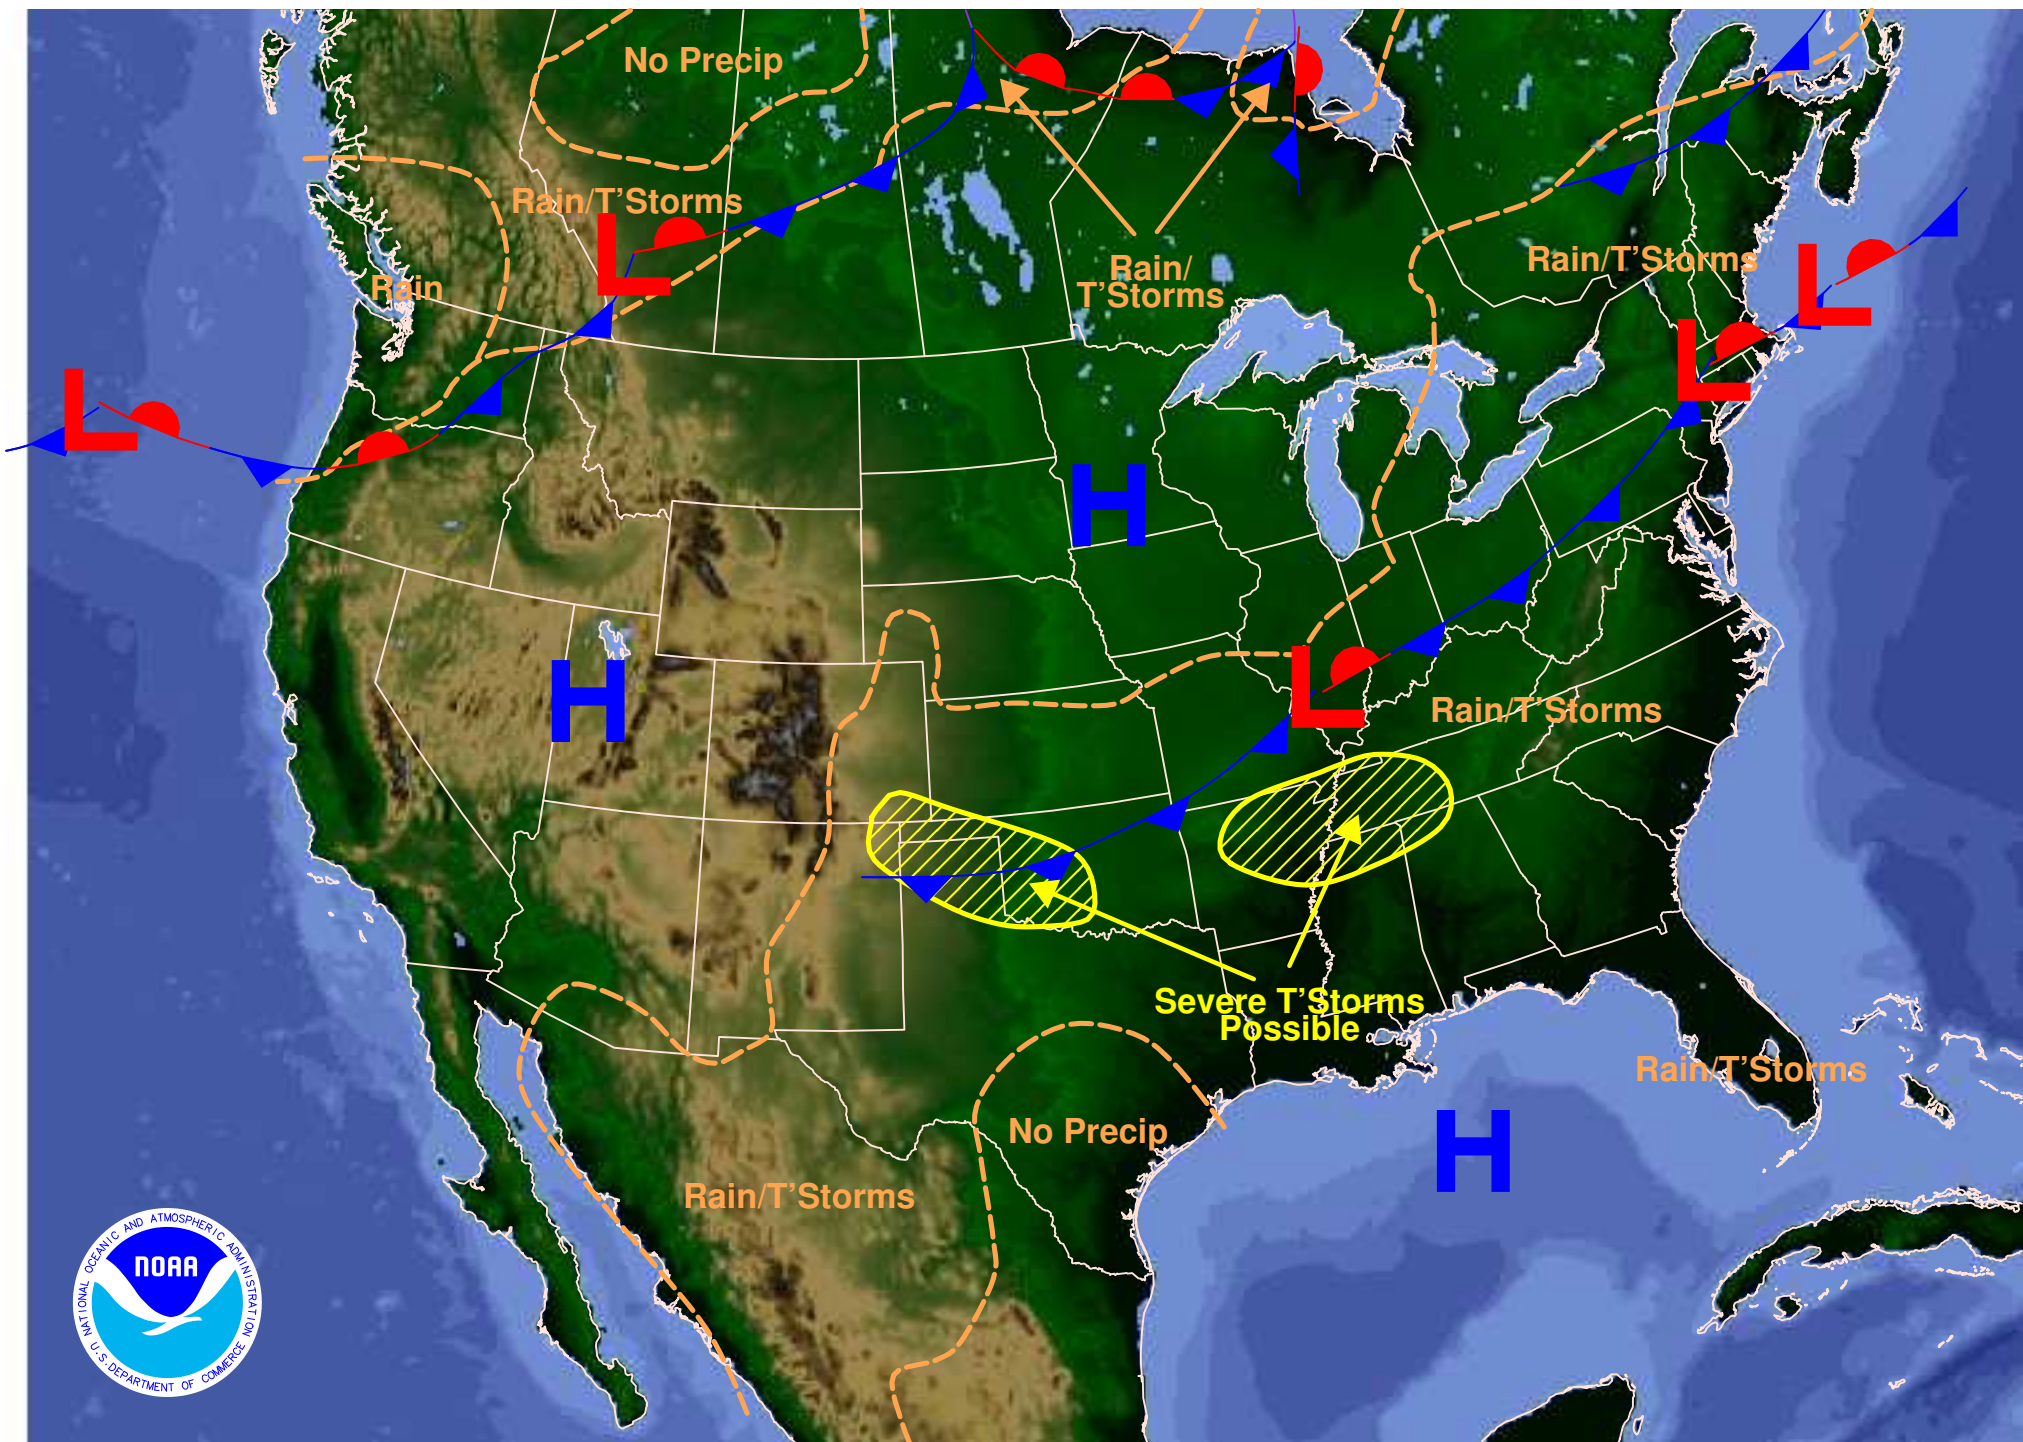 No Precip
Rain/T'Storms
Rain/T'Storms
Rain/
T'Storms
Rain
L
L
L
L
H
H
L
Rain/T'Storms
Severe T'Storms
Possible
Rain/T'Storms
No Precip
H
Rain/T'Storms
NATIONAL OCEANIC AND ATMOSPHERIC ADMINISTRATION
NOAA
U.S. DEPARTMENT OF COMMERCE